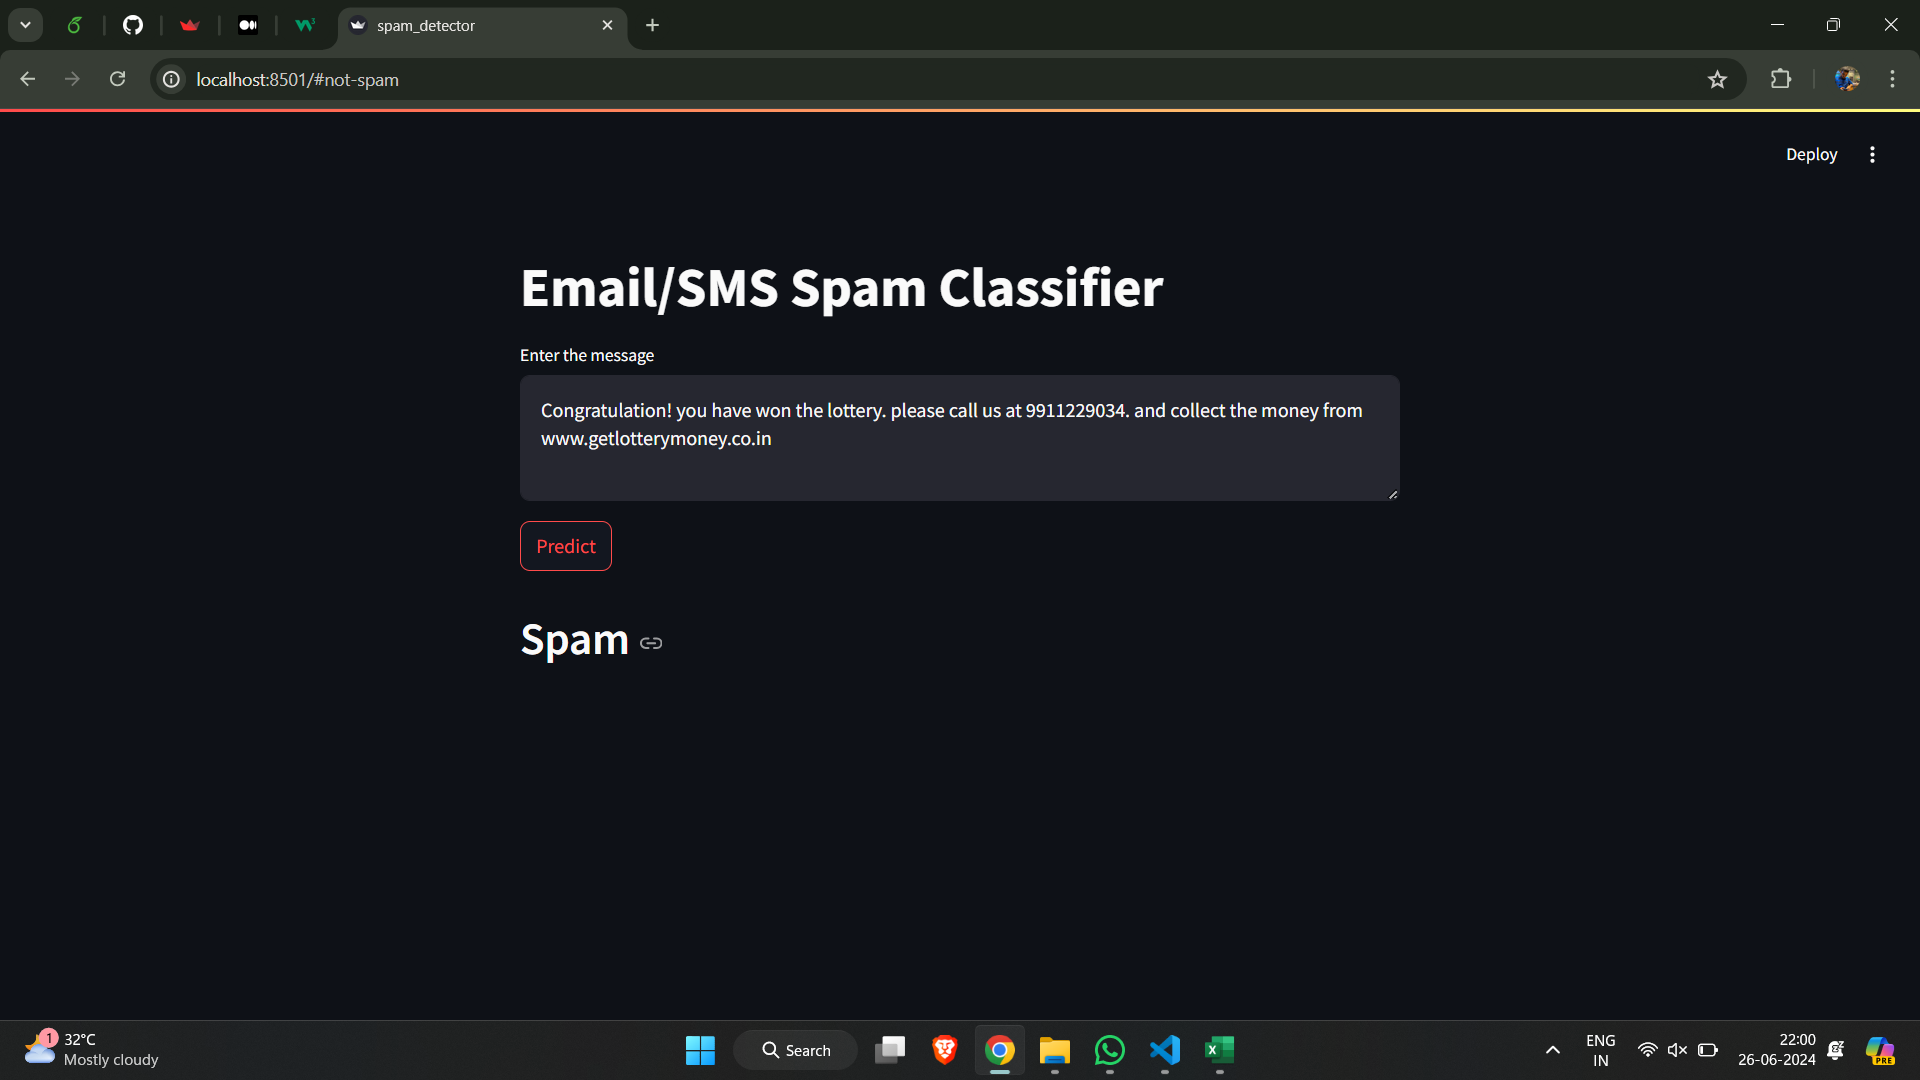 spam_detector
localhost:8501/#not-spam
Deploy
Email/SMS Spam Classifier
Enter the message
Congratulation! you have won the lottery. please call us at 9911229034. and collect the money from
www.getlotterymoney.co.in
Predict
Spam
1
32°C
Mostly cloudy
Search
ENG
IN
22:00
26-06-2024
PRE